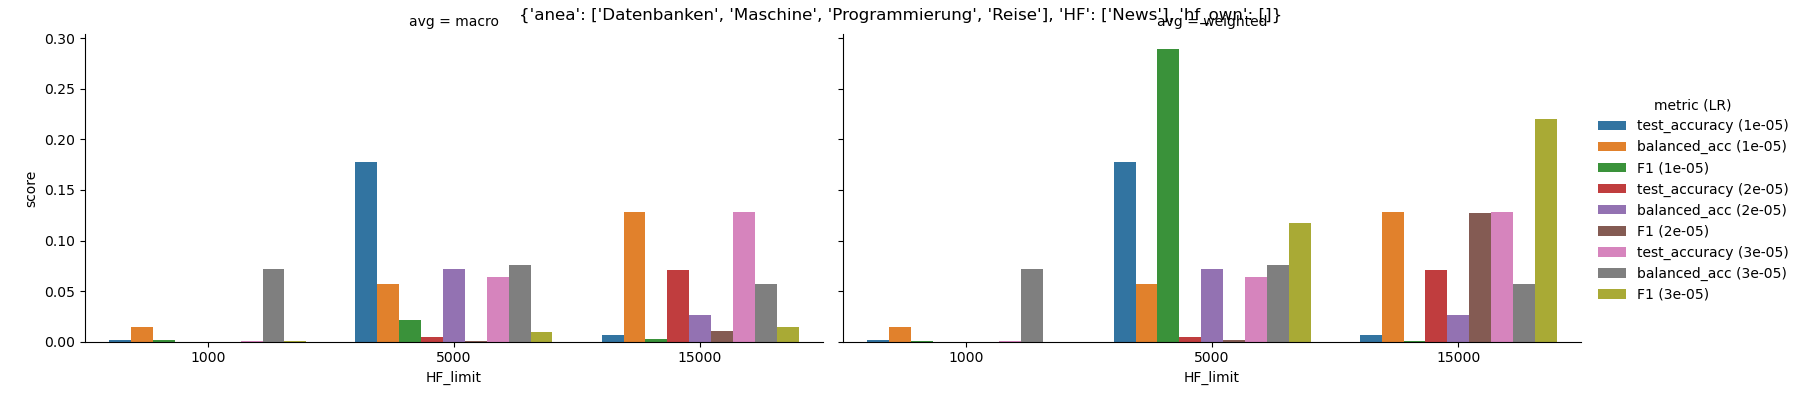 {'anea': ['Datenbanken', 'Maschine', 'Programmierung', 'Reise'], 'HF': ['News'], 'hf_own': []}
avg = macro
avg = weighted
0.30
0.25
0.20
0.15
0.10
0.05
0.00
score
1000
5000
15000
HF_limit
1000
5000
15000
HF_limit
metric (LR)
test_accuracy (1e-05)
balanced_acc (1e-05)
F1 (1e-05)
test_accuracy (2e-05)
balanced_acc (2e-05)
F1 (2e-05)
test_accuracy (3e-05)
balanced_acc (3e-05)
F1 (3e-05)